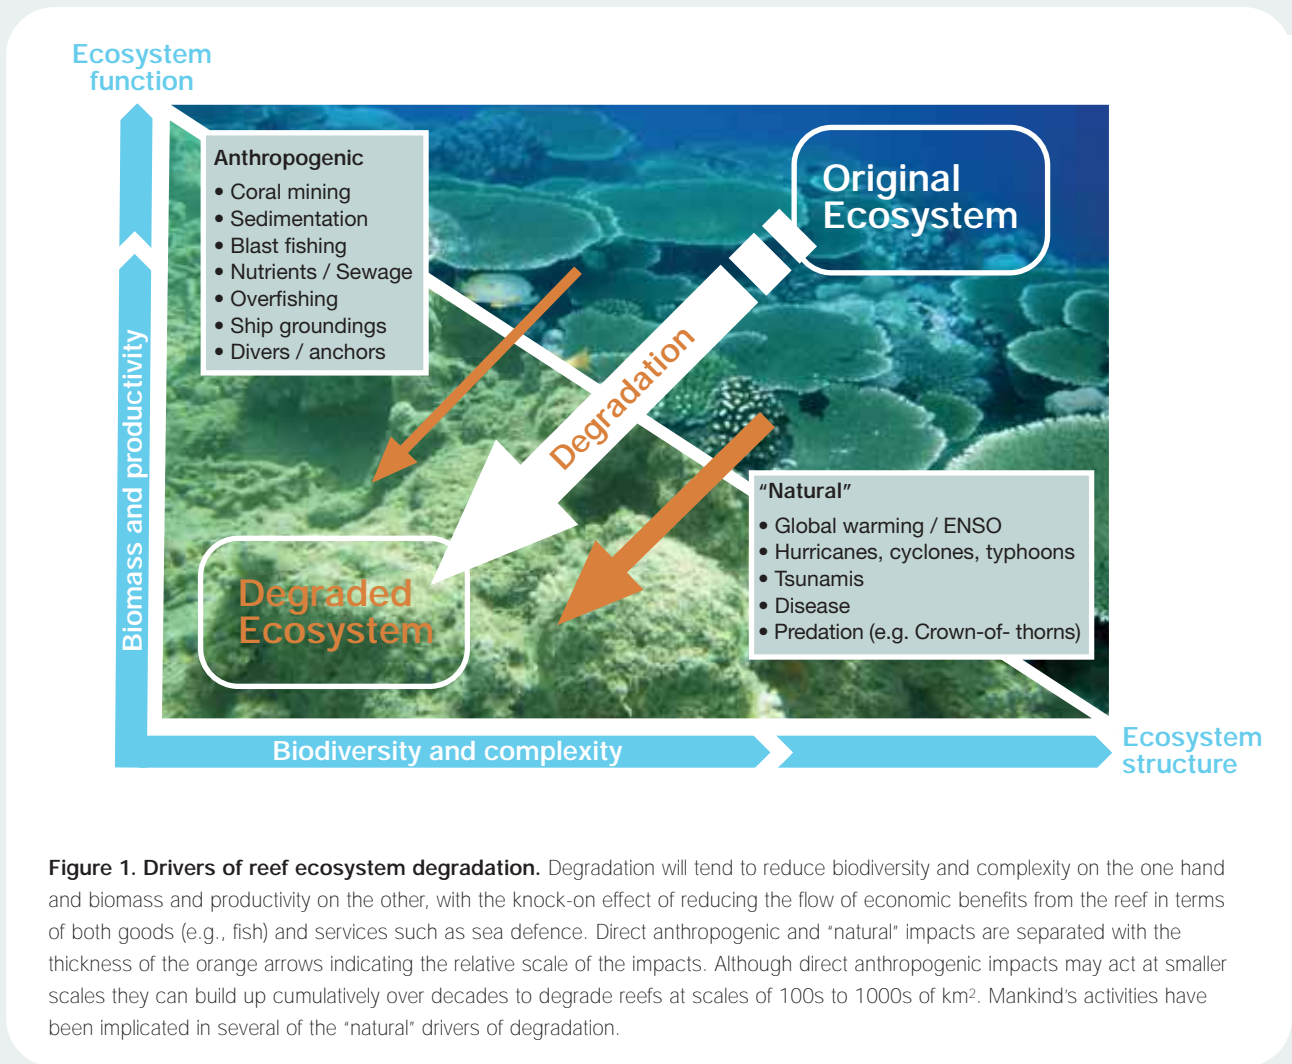 Ecosystem
function
Anthropogenic
• Coral mining
• Sedimentation
• Blast fishing
• Nutrients / Sewage
• Overfishing
• Ship groundings
• Divers / anchors
Original
Ecosystem
Degradation
Biomass and productivity
"Natural"
• Global warming / ENSO
• Hurricanes, cyclones, typhoons
• Tsunamis
• Disease
• Predation (e.g. Crown-of- thorns)
Degraded
Ecosystem
Biodiversity and complexity
Ecosystem
structure
Figure 1. Drivers of reef ecosystem degradation. Degradation will tend to reduce biodiversity and complexity on the one hand
and biomass and productivity on the other, with the knock-on effect of reducing the flow of economic benefits from the reef in terms
of both goods (e.g., fish) and services such as sea defence. Direct anthropogenic and "natural" impacts are separated with the
thickness of the orange arrows indicating the relative scale of the impacts. Although direct anthropogenic impacts may act at smaller
scales they can build up cumulatively over decades to degrade reefs at scales of 100s to 1000s of km². Mankind's activities have
been implicated in several of the "natural" drivers of degradation.